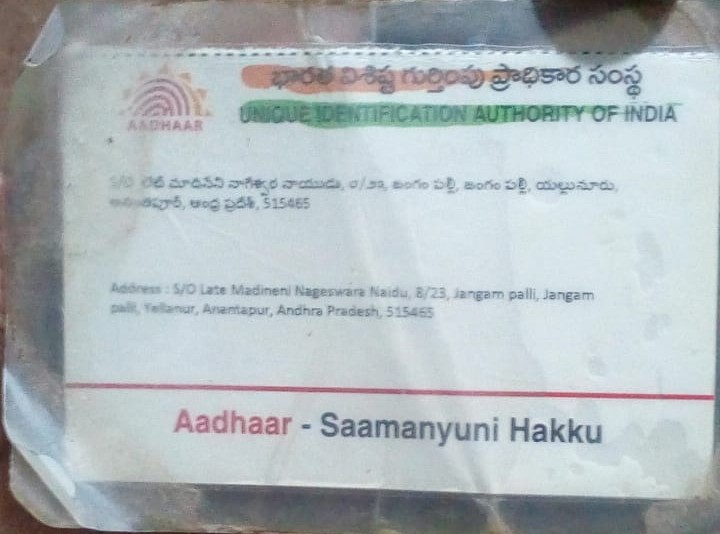 భారత విశిష్ట గుర్తింపు ప్రాధికార సంస్థ
AADHAAR
UNIQUE IDENTIFICATION AUTHORITY OF INDIA
S/O లేట్ మాదినేని నాగేశ్వర నాయుడు, ౮/౨౩, జంగం పల్లి, జంగం పల్లి, యల్లనూరు,
అనంతపూర్, ఆంధ్ర ప్రదేశ్, 515465
Address : S/O Late Madineni Nageswara Naidu, 8/23, Jangam palli, Jangam
palli, Yellanur, Anantapur, Andhra Pradesh, 515465
Aadhaar - Saamanyuni Hakku